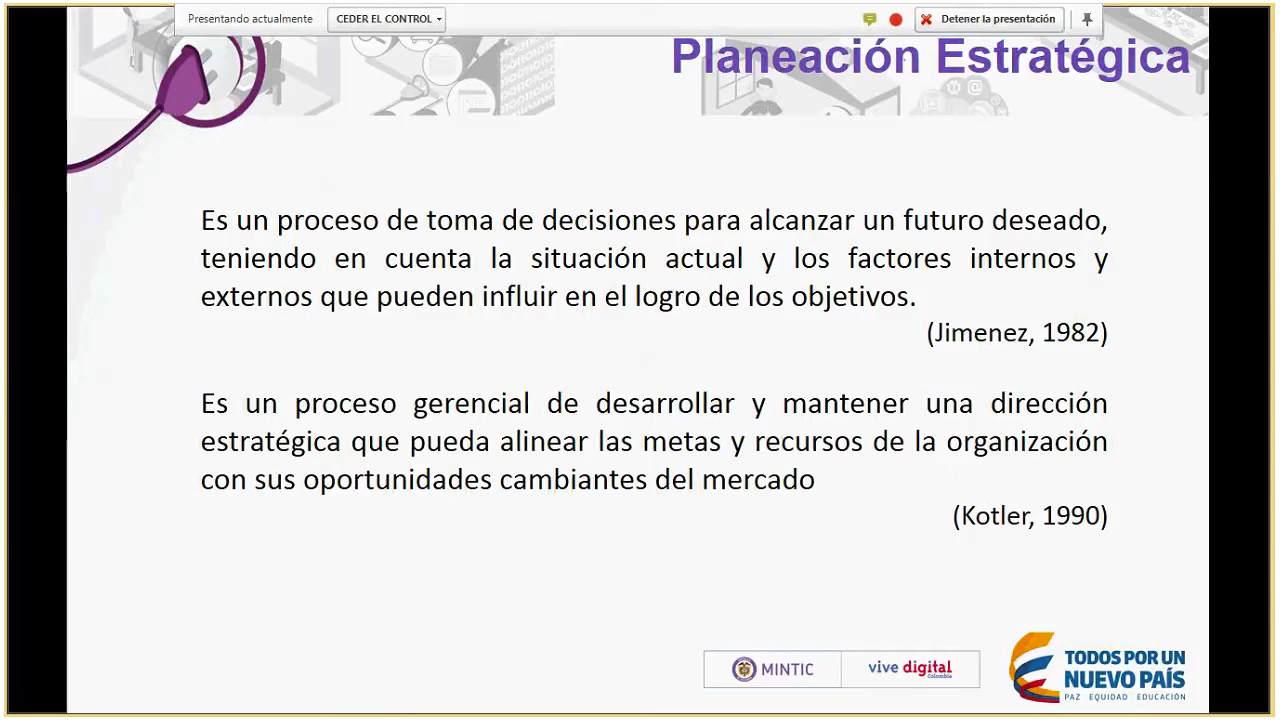 Presentando actualmente
CEDER EL CONTROL
Detener la presentación
Planeación Estratégica
Es un proceso de toma de decisiones para alcanzar un futuro deseado,
teniendo en cuenta la situación actual y los factores internos y
externos que pueden influir en el logro de los objetivos.
(Jimenez, 1982)
Es un proceso gerencial de desarrollar y mantener una dirección
estratégica que pueda alinear las metas y recursos de la organización
con sus oportunidades cambiantes del mercado
(Kotler, 1990)
MINTIC
vive digital
Colombia
TODOS POR UN
NUEVO PAÍS
PAZ EQUIDAD EDUCACIÓN